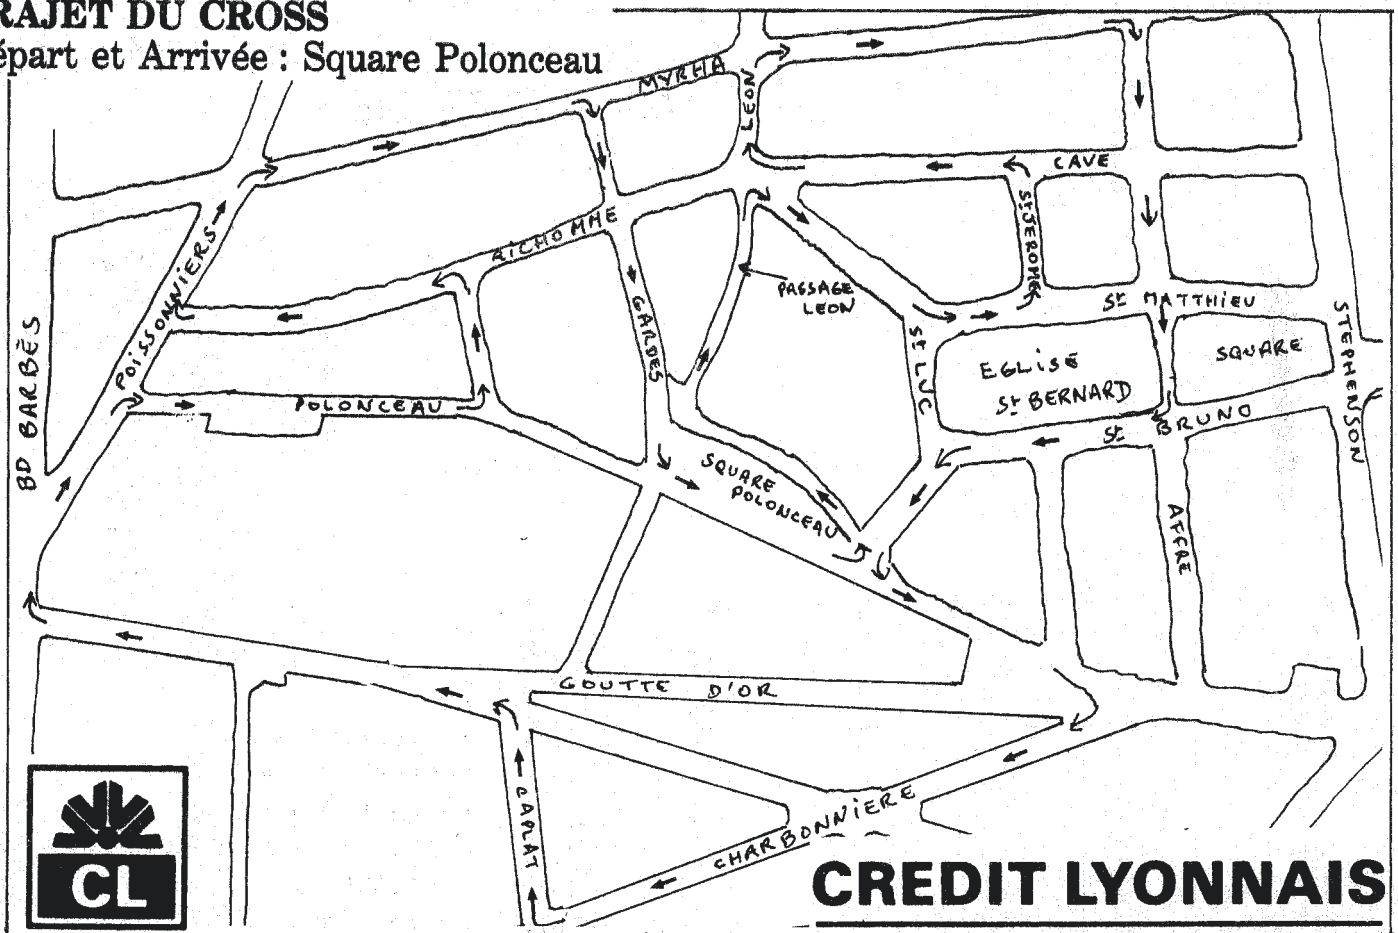 RAJET DU CROSS
épart et Arrivée : Square Polonceau
MYRHA
LEON
CAVE
RICHOMME
St JEROME
PASSAGE
LEON
St MATTHIEU
POISSONNIERS
GARDES
St LUC
EGLISE
St BERNARD
SQUARE
STEPHENSON
BD BARBÈS
POLONCEAU
St BRUNO
SQUARE
POLONCEAU
AFFRE
GOUTTE D'OR
CAPLAT
CHARBONNIERE
CL
CREDIT LYONNAIS